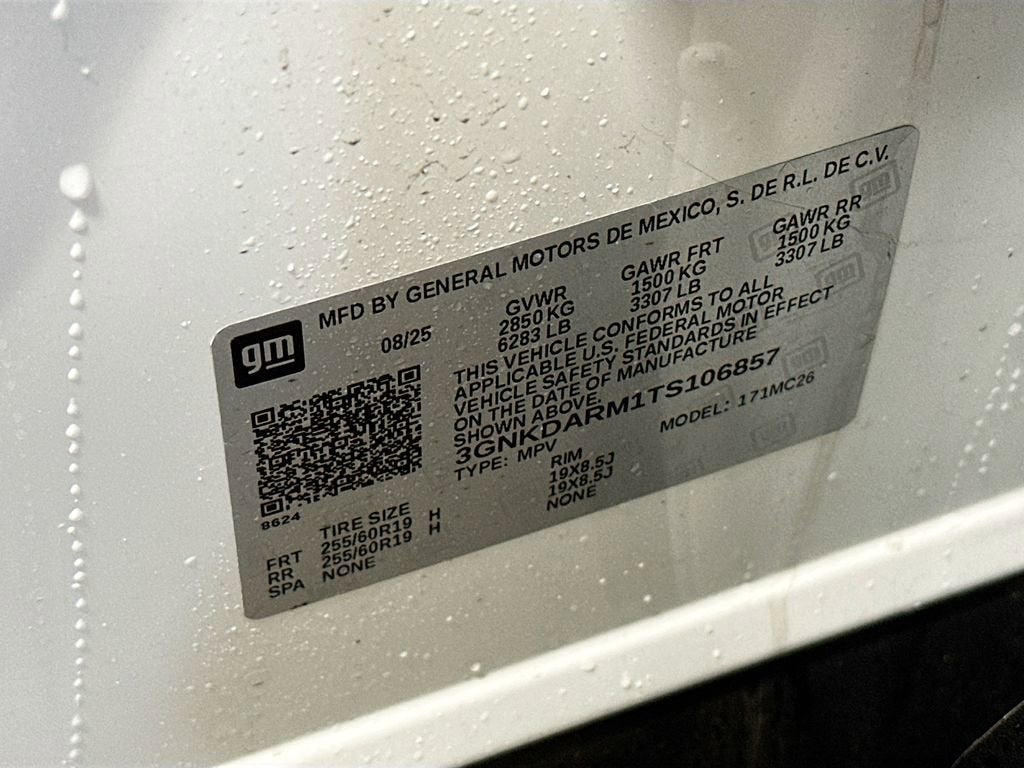 MFD BY GENERAL MOTORS DE MEXICO, S. DE R.L. DE C.V.
gm
08/25
GVWR
2850 KG
6283 LB
GAWR FRT
1500 KG
3307 LB
GAWR RR
1500 KG
3307 LB
THIS VEHICLE CONFORMS TO ALL
APPLICABLE U.S. FEDERAL MOTOR
VEHICLE SAFETY STANDARDS IN EFFECT
ON THE DATE OF MANUFACTURE
SHOWN ABOVE.
3GNKDARM1TS106857
TYPE: MPV
MODEL: 171MC26
8624
TIRE SIZE RIM
FRT 255/60R19 H 19X8.5J
RR 255/60R19 H 19X8.5J
SPA NONE NONE